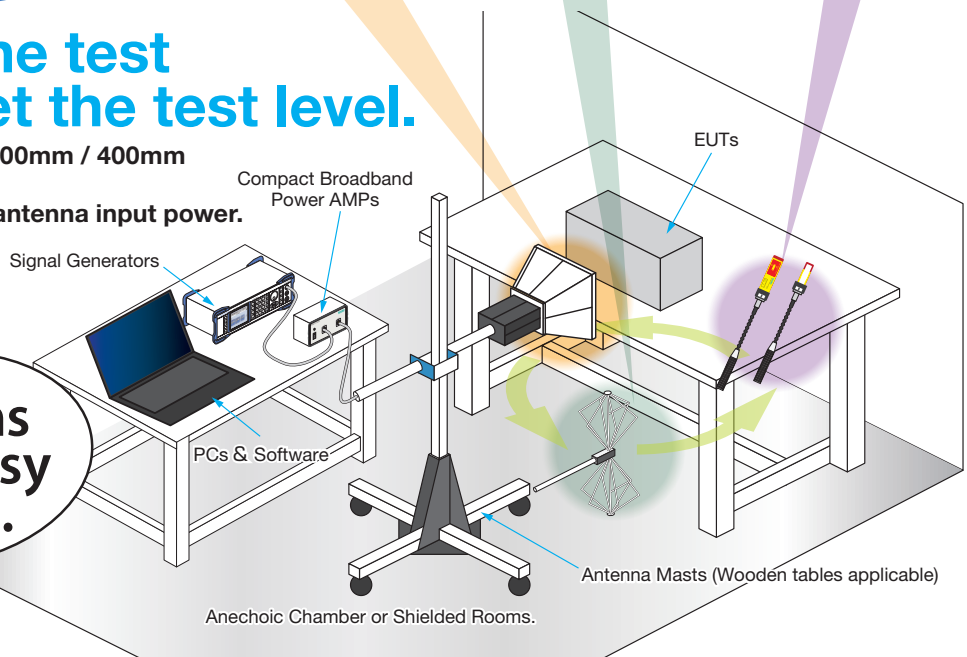 test
et the test level.
00mm / 400mm
antenna input power.
Compact Broadband
Power AMPs
EUTs
Signal Generators
sy
PCs & Software
Antenna Masts (Wooden tables applicable)
Anechoic Chamber or Shielded Rooms.